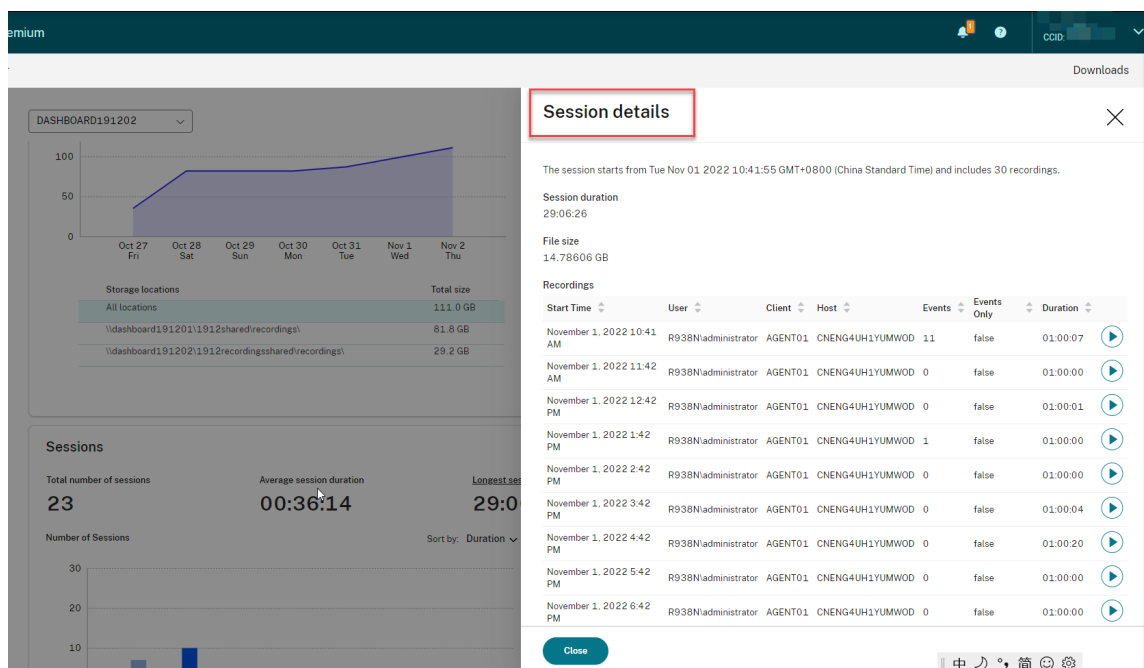 emium
CCID:
Downloads
DASHBOARD191202
100
50
0
Oct 27 Oct 28 Oct 29 Oct 30 Oct 31 Nov 1 Nov 2
Fri Sat Sun Mon Tue Wed Thu
Storage locations Total size
All locations 111.0 GB
\\dashboard191201\1912shared\recordings\ 81.8 GB
\\dashboard191202\1912recordingsshared\recordings\ 29.2 GB
Sessions
Total number of sessions Average session duration Longest ses
23 00:36:14 29:0
Number of Sessions Sort by: Duration
30
20
10
Session details
The session starts from Tue Nov 01 2022 10:41:55 GMT+0800 (China Standard Time) and includes 30 recordings.
Session duration
29:06:26
File size
14.78606 GB
Recordings
Start Time User Client Host Events Events Only Duration
November 1, 2022 10:41 AM R938N\administrator AGENT01 CNENG4UH1YUMWOD 11 false 01:00:07
November 1, 2022 11:42 AM R938N\administrator AGENT01 CNENG4UH1YUMWOD 0 false 01:00:00
November 1, 2022 12:42 PM R938N\administrator AGENT01 CNENG4UH1YUMWOD 0 false 01:00:01
November 1, 2022 1:42 PM R938N\administrator AGENT01 CNENG4UH1YUMWOD 1 false 01:00:00
November 1, 2022 2:42 PM R938N\administrator AGENT01 CNENG4UH1YUMWOD 0 false 01:00:00
November 1, 2022 3:42 PM R938N\administrator AGENT01 CNENG4UH1YUMWOD 0 false 01:00:04
November 1, 2022 4:42 PM R938N\administrator AGENT01 CNENG4UH1YUMWOD 0 false 01:00:20
November 1, 2022 5:42 PM R938N\administrator AGENT01 CNENG4UH1YUMWOD 0 false 01:00:00
November 1, 2022 6:42 PM R938N\administrator AGENT01 CNENG4UH1YUMWOD 0 false 01:00:00
Close
中 简